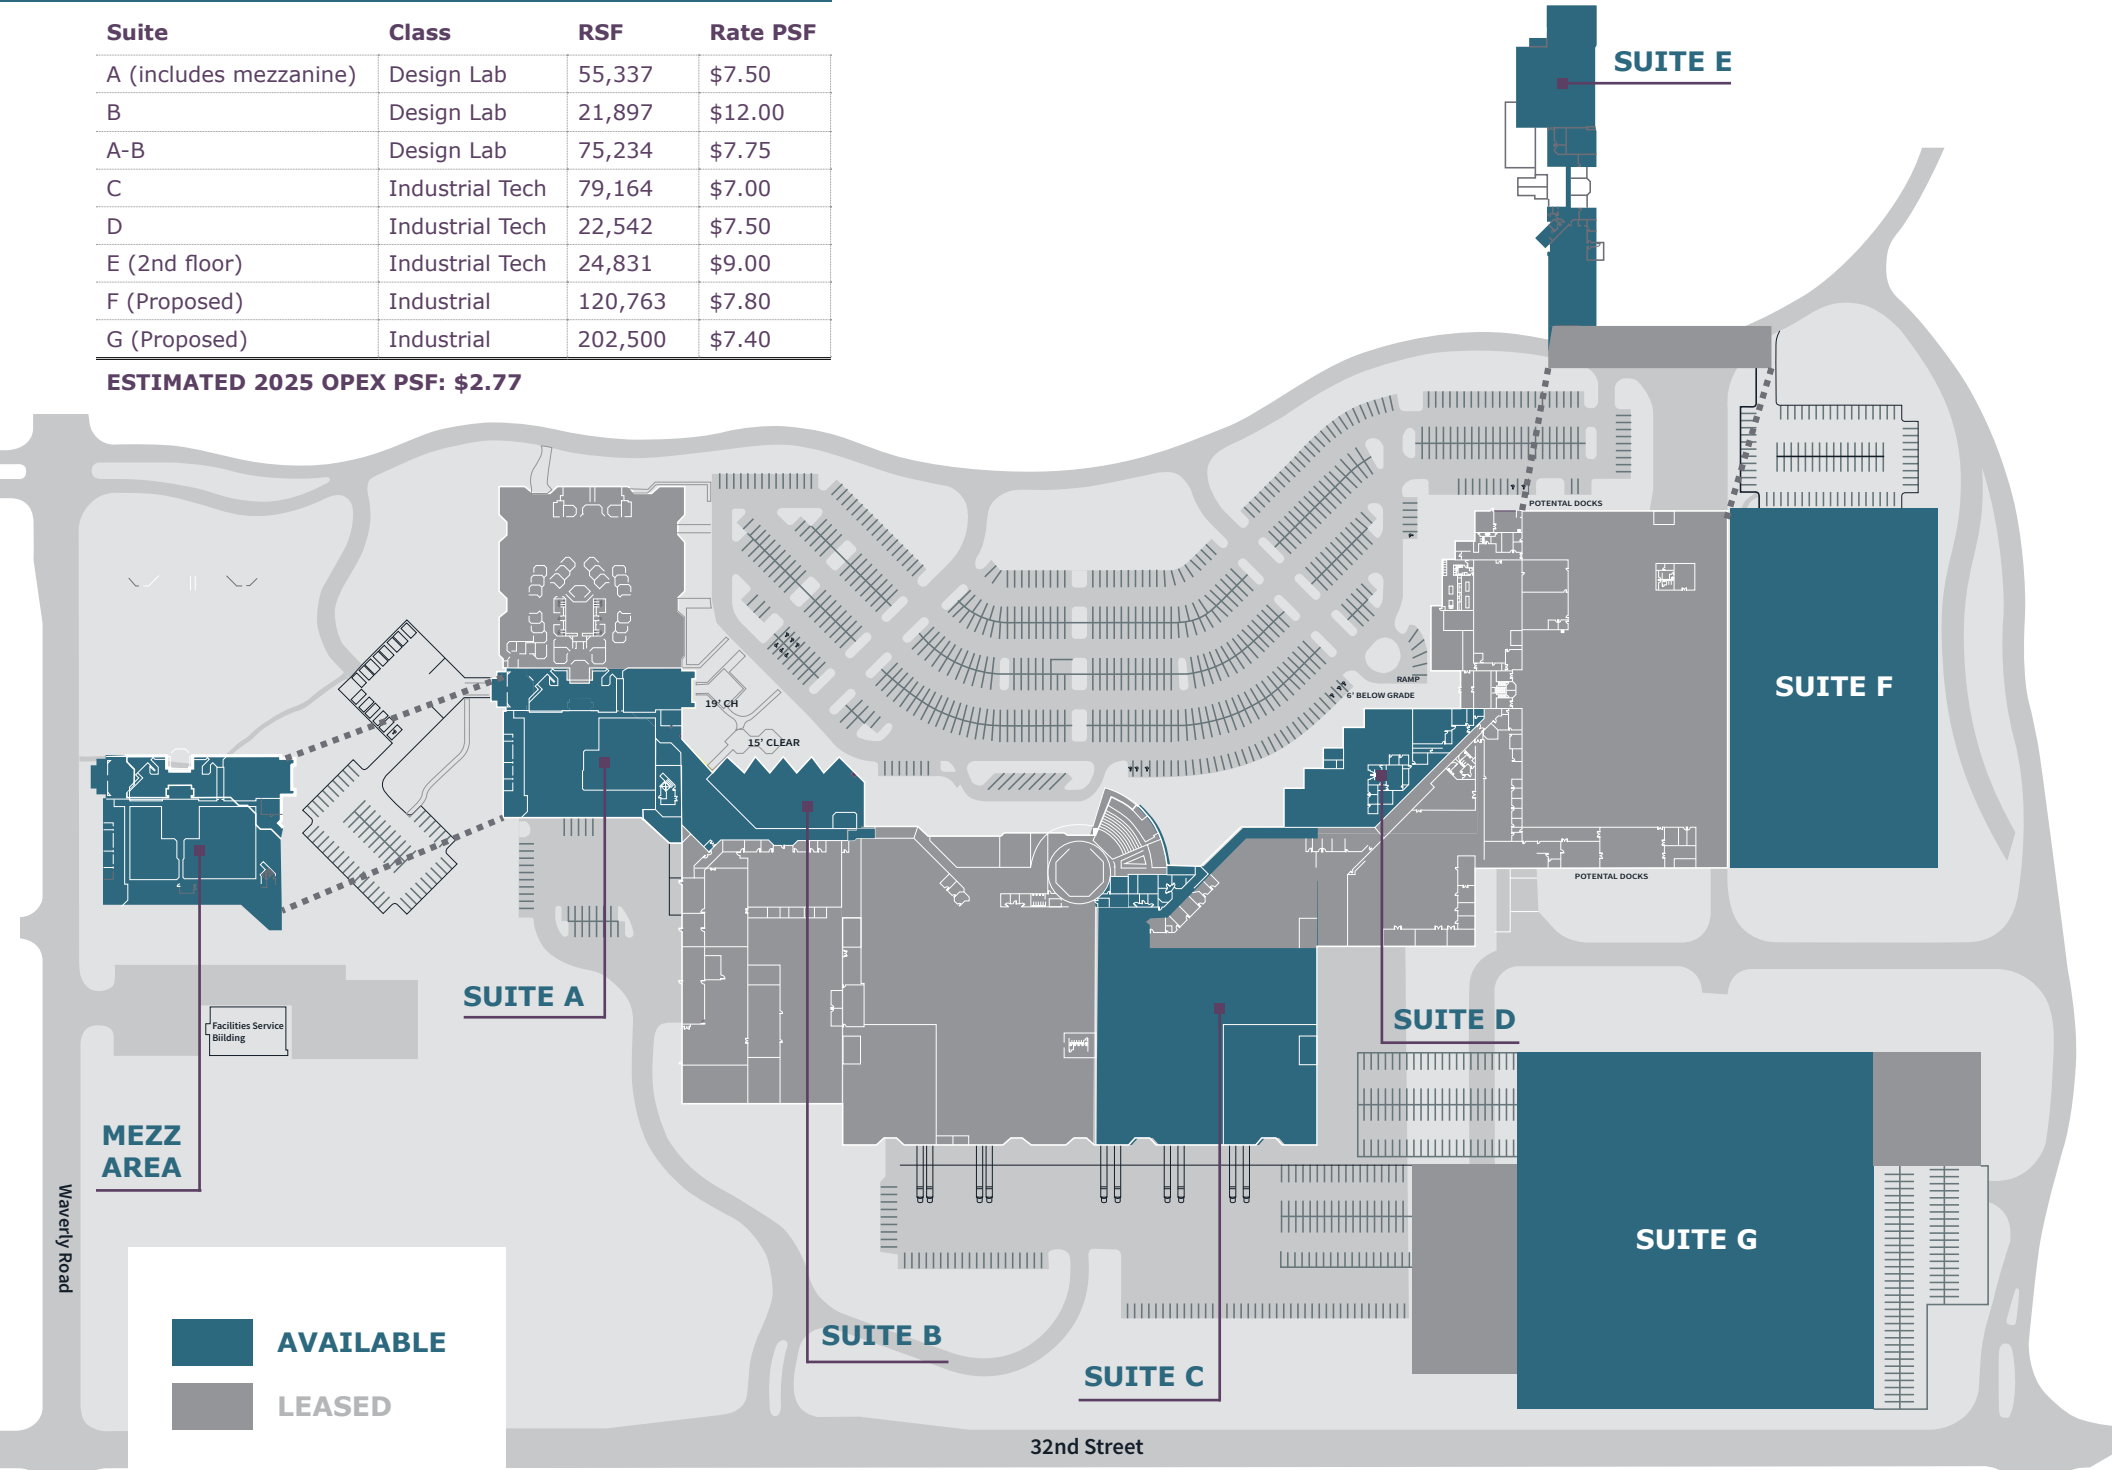 Suite Class RSF Rate PSF
A (includes mezzanine) Design Lab 55,337 $7.50
B Design Lab 21,897 $12.00
A-B Design Lab 75,234 $7.75
C Industrial Tech 79,164 $7.00
D Industrial Tech 22,542 $7.50
E (2nd floor) Industrial Tech 24,831 $9.00
F (Proposed) Industrial 120,763 $7.80
G (Proposed) Industrial 202,500 $7.40
ESTIMATED 2025 OPEX PSF: $2.77
SUITE E
POTENTAL DOCKS
RAMP
6' BELOW GRADE
19' CH
15' CLEAR
SUITE F
POTENTAL DOCKS
SUITE A
SUITE D
Facilities Service
Biilding
MEZZ
AREA
Waverly Road
SUITE G
SUITE B
SUITE C
AVAILABLE
LEASED
32nd Street